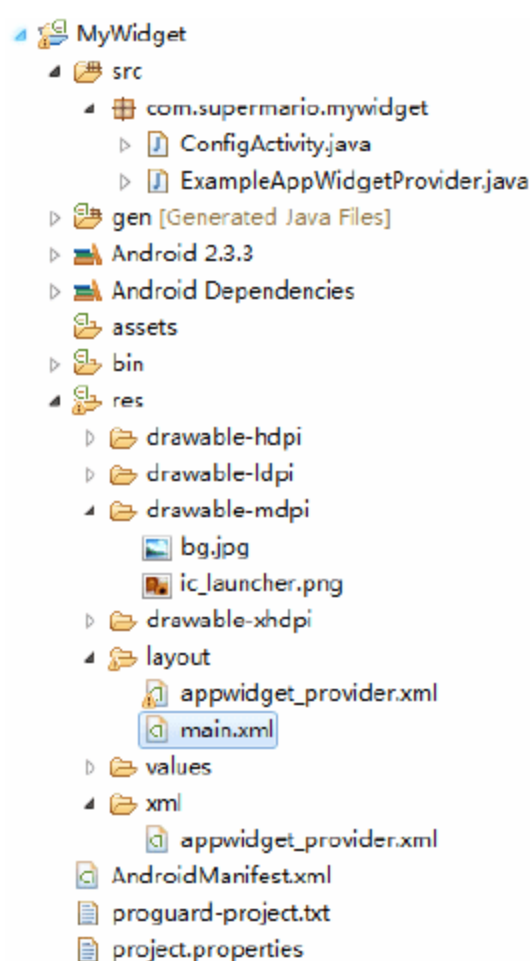 MyWidget
src
com.supermario.mywidget
ConfigActivity.java
ExampleAppWidgetProvider.java
gen [Generated Java Files]
Android 2.3.3
Android Dependencies
assets
bin
res
drawable-hdpi
drawable-ldpi
drawable-mdpi
bg.jpg
ic_launcher.png
drawable-xhdpi
layout
appwidget_provider.xml
main.xml
values
xml
appwidget_provider.xml
AndroidManifest.xml
proguard-project.txt
project.properties